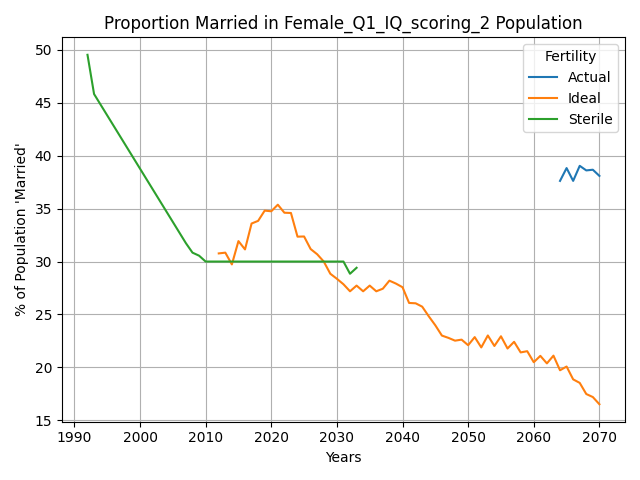 Proportion Married in Female_Q1_IQ_scoring_2 Population
% of Population 'Married'
50
45
40
35
30
25
20
15
Fertility
Actual
Ideal
Sterile
1990 2000 2010 2020 2030 2040 2050 2060 2070
Years